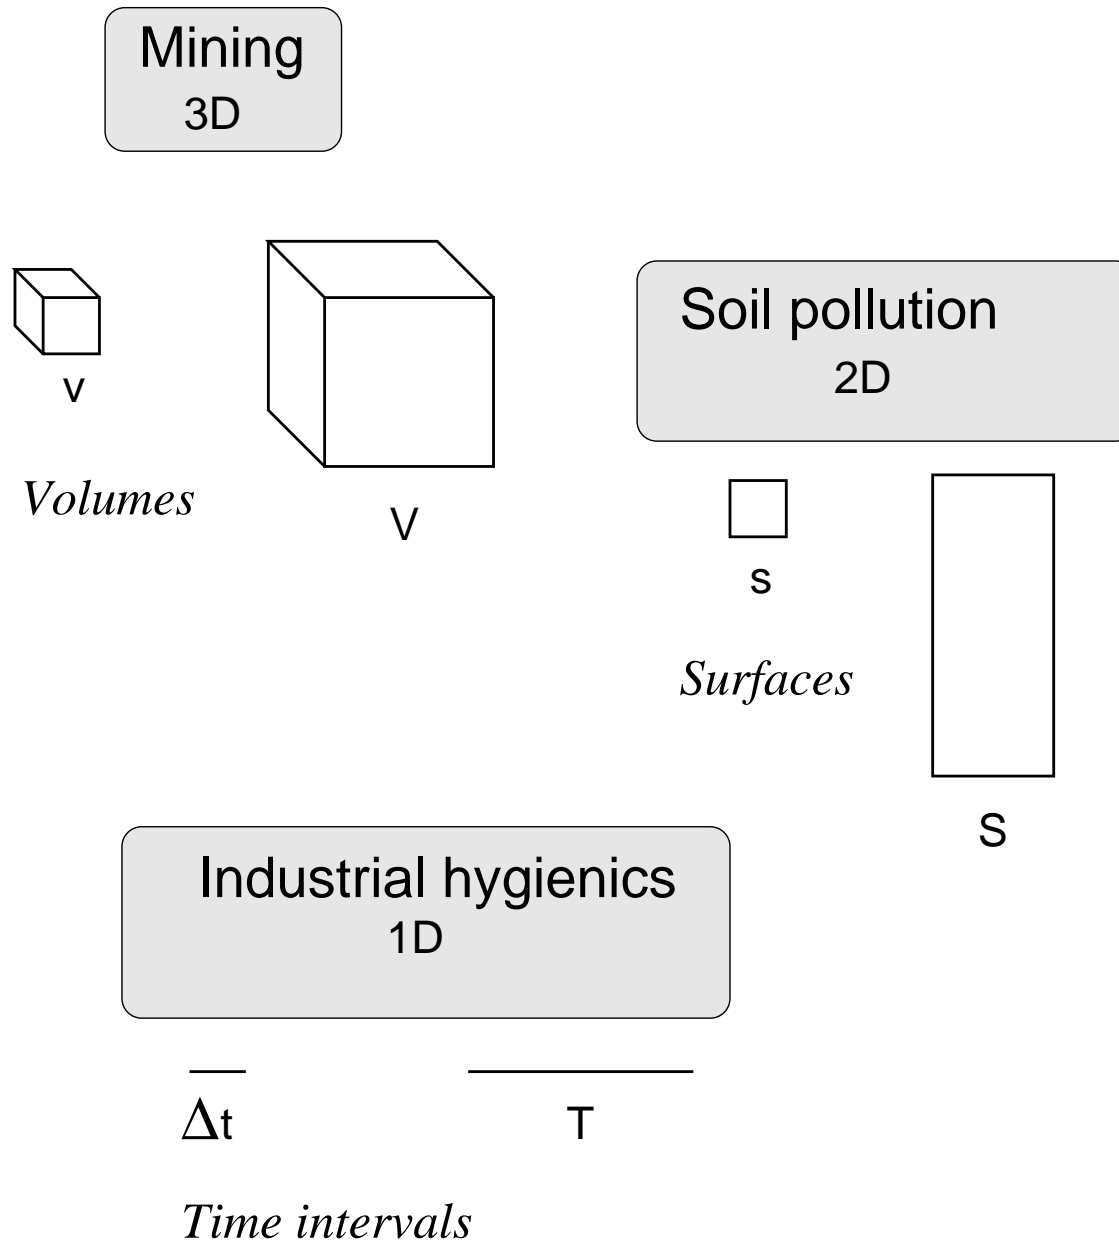 Mining
3D
v
Volumes
V
Soil pollution
2D
s
Surfaces
S
Industrial hygienics
1D
Δt
T
Time intervals